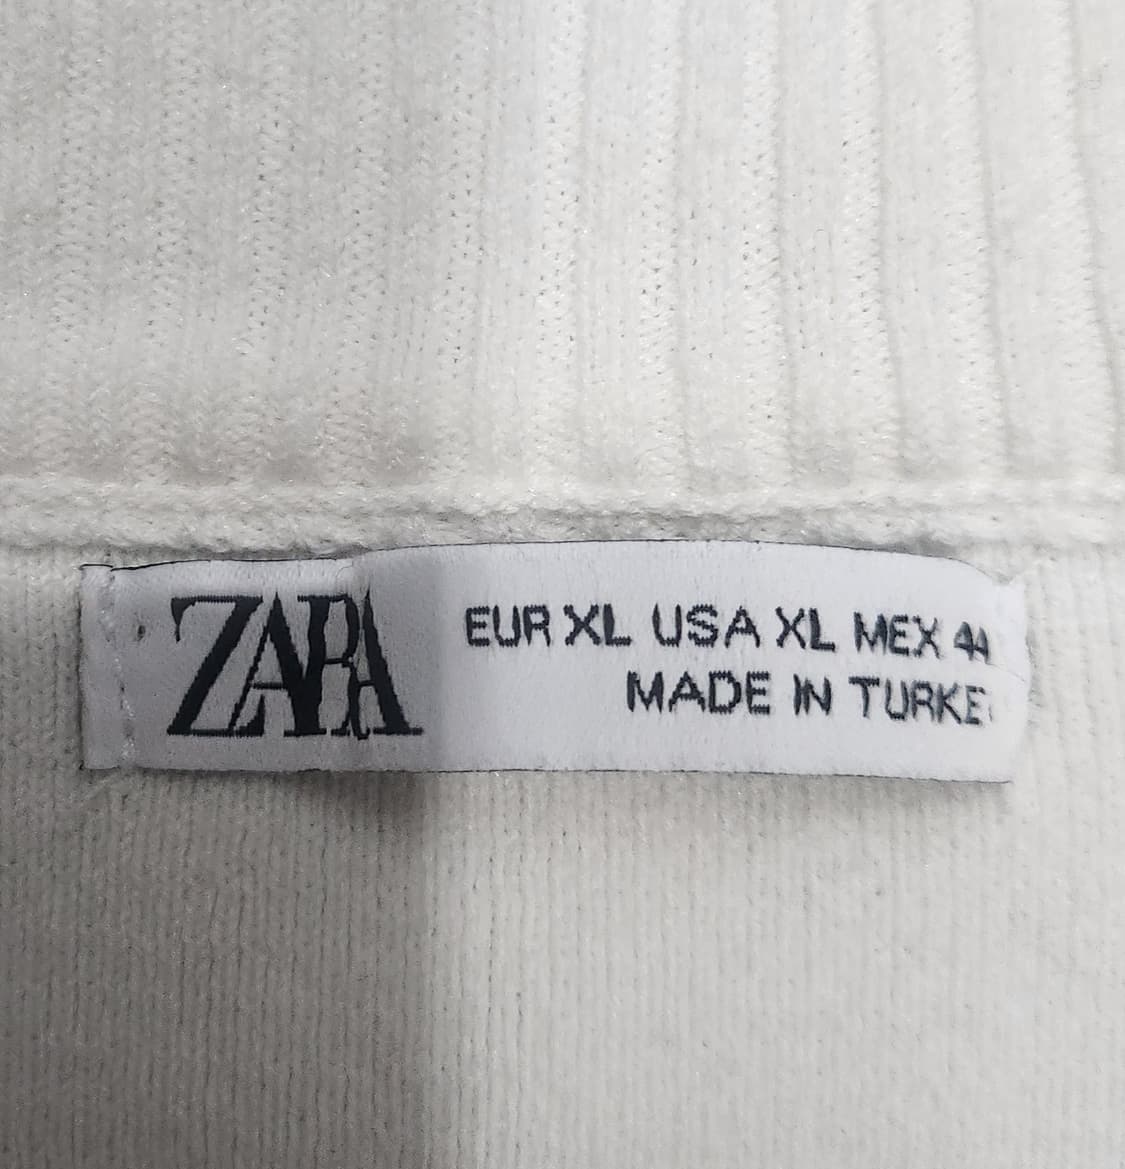 ZARA
EUR XL USA XL MEX 44
MADE IN TURKE